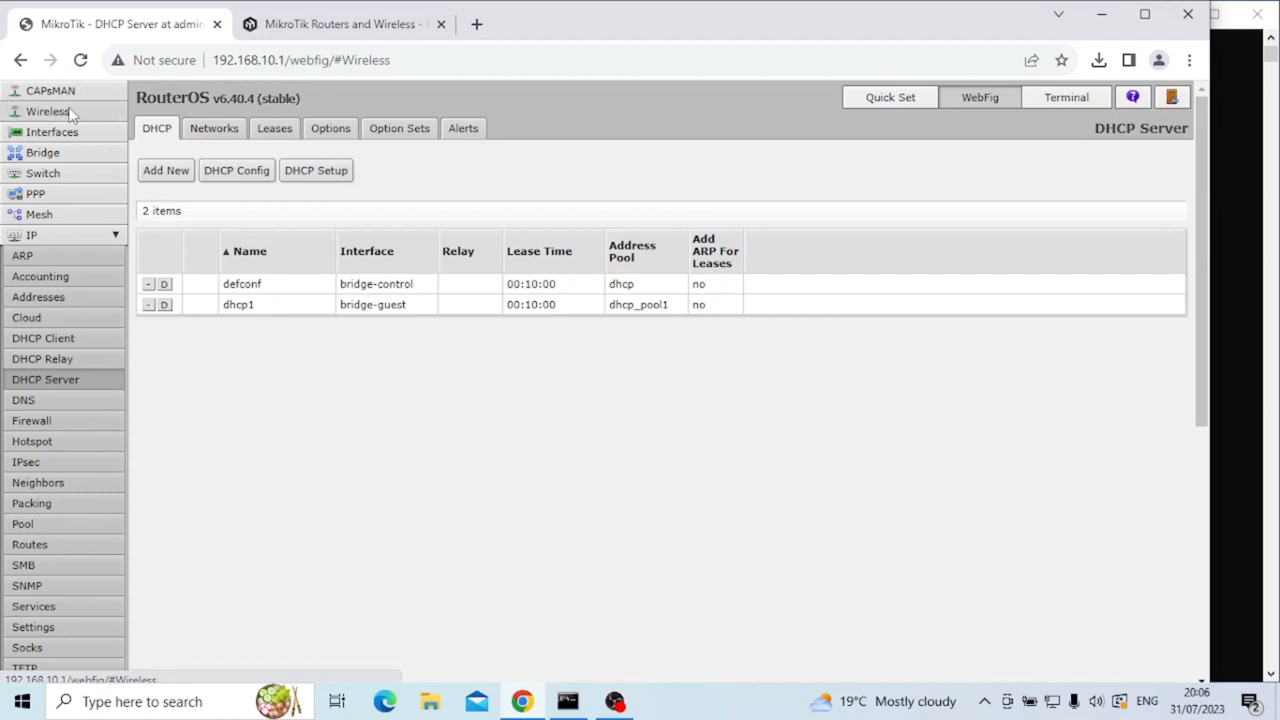 MikroTik - DHCP Server at admin
MikroTik Routers and Wireless -
Not secure
192.168.10.1/webfig/#Wireless
CAPsMAN
Wireless
Interfaces
Bridge
Switch
PPP
Mesh
IP
ARP
Accounting
Addresses
Cloud
DHCP Client
DHCP Relay
DHCP Server
DNS
Firewall
Hotspot
IPsec
Neighbors
Packing
Pool
Routes
SMB
SNMP
Services
Settings
Socks
TFTP
192.168.10.1/webfig/#Wireless
RouterOS v6.40.4 (stable)
Quick Set
WebFig
Terminal
DHCP
Networks
Leases
Options
Option Sets
Alerts
DHCP Server
Add New
DHCP Config
DHCP Setup
2 items
▲ Name Interface Relay Lease Time Address Pool Add ARP For Leases
- D defconf bridge-control 00:10:00 dhcp no
- D dhcp1 bridge-guest 00:10:00 dhcp_pool1 no
Type here to search
19°C Mostly cloudy
ENG
20:06
31/07/2023
2